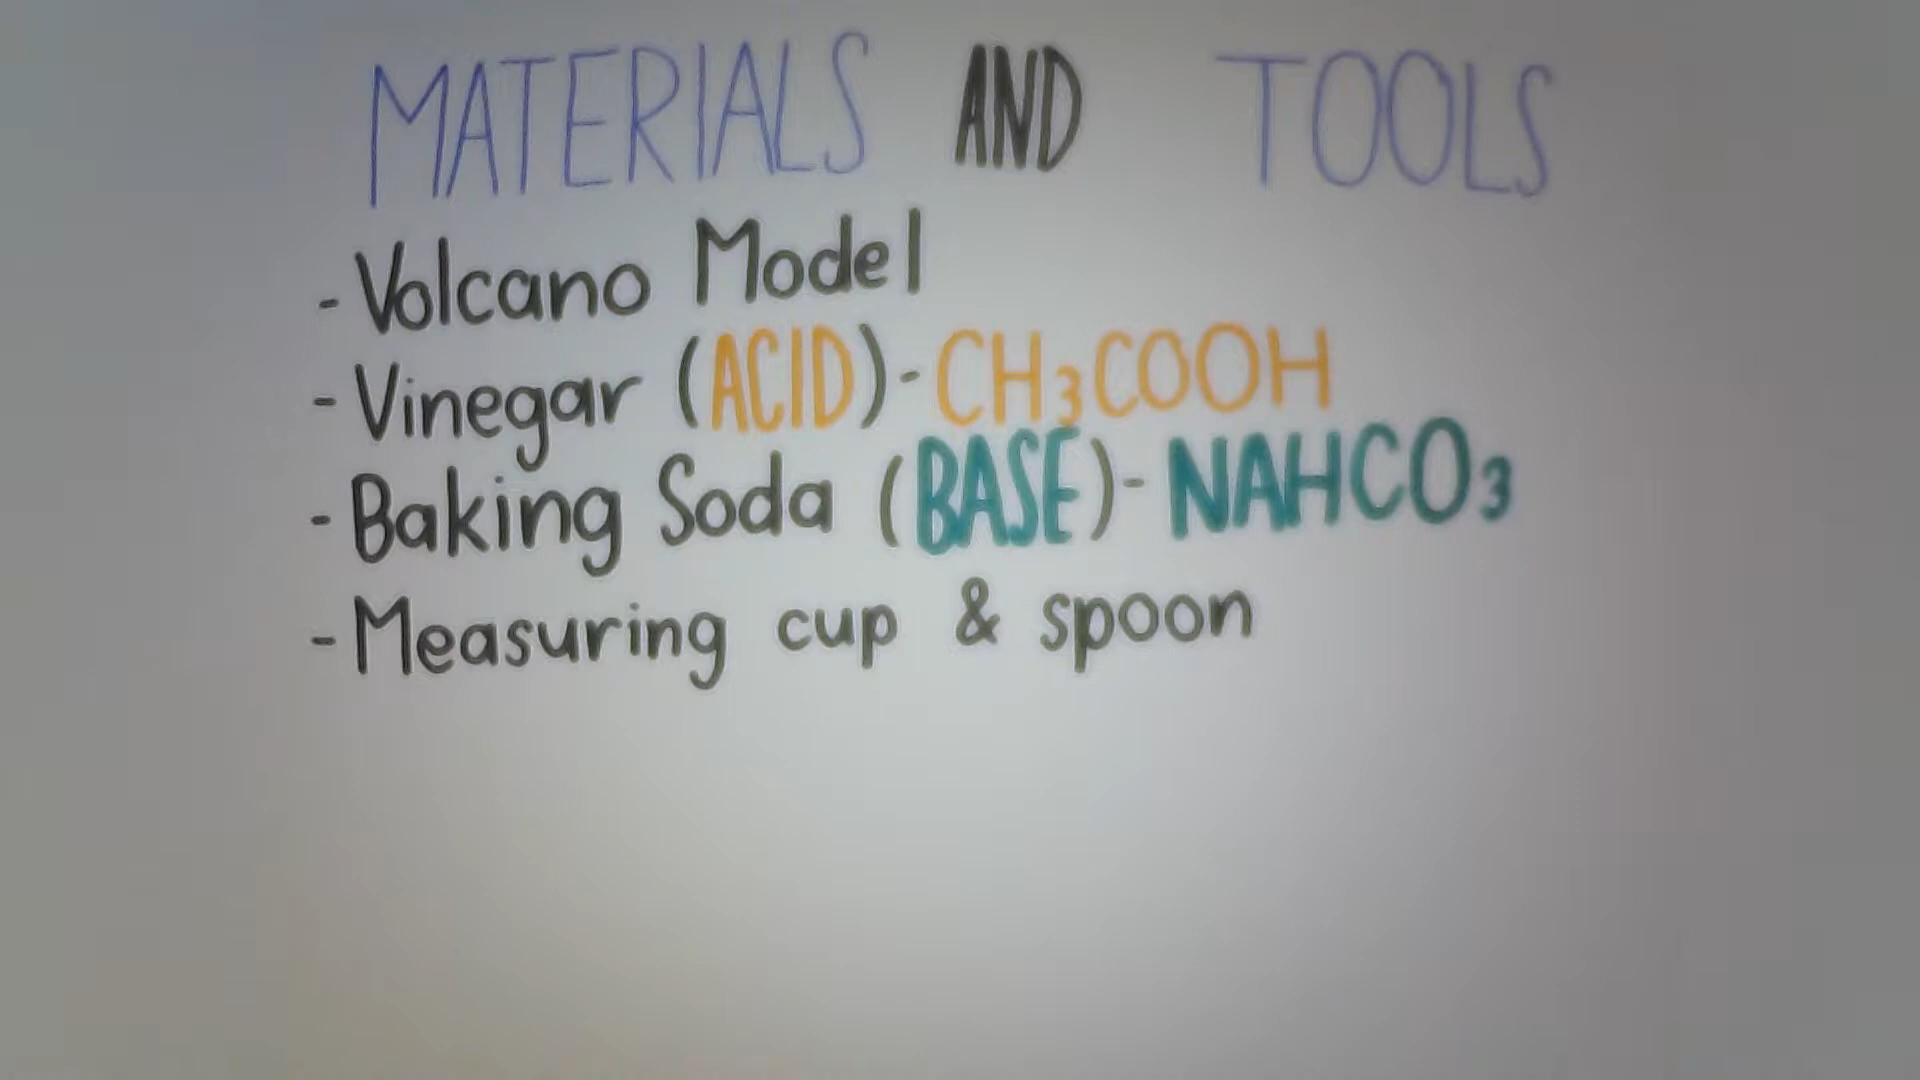 MATERIALS AND TOOLS
-Volcano Model
-Vinegar (ACID)-CH₃COOH
-Baking Soda (BASE)-NAHCO₃
-Measuring cup & spoon